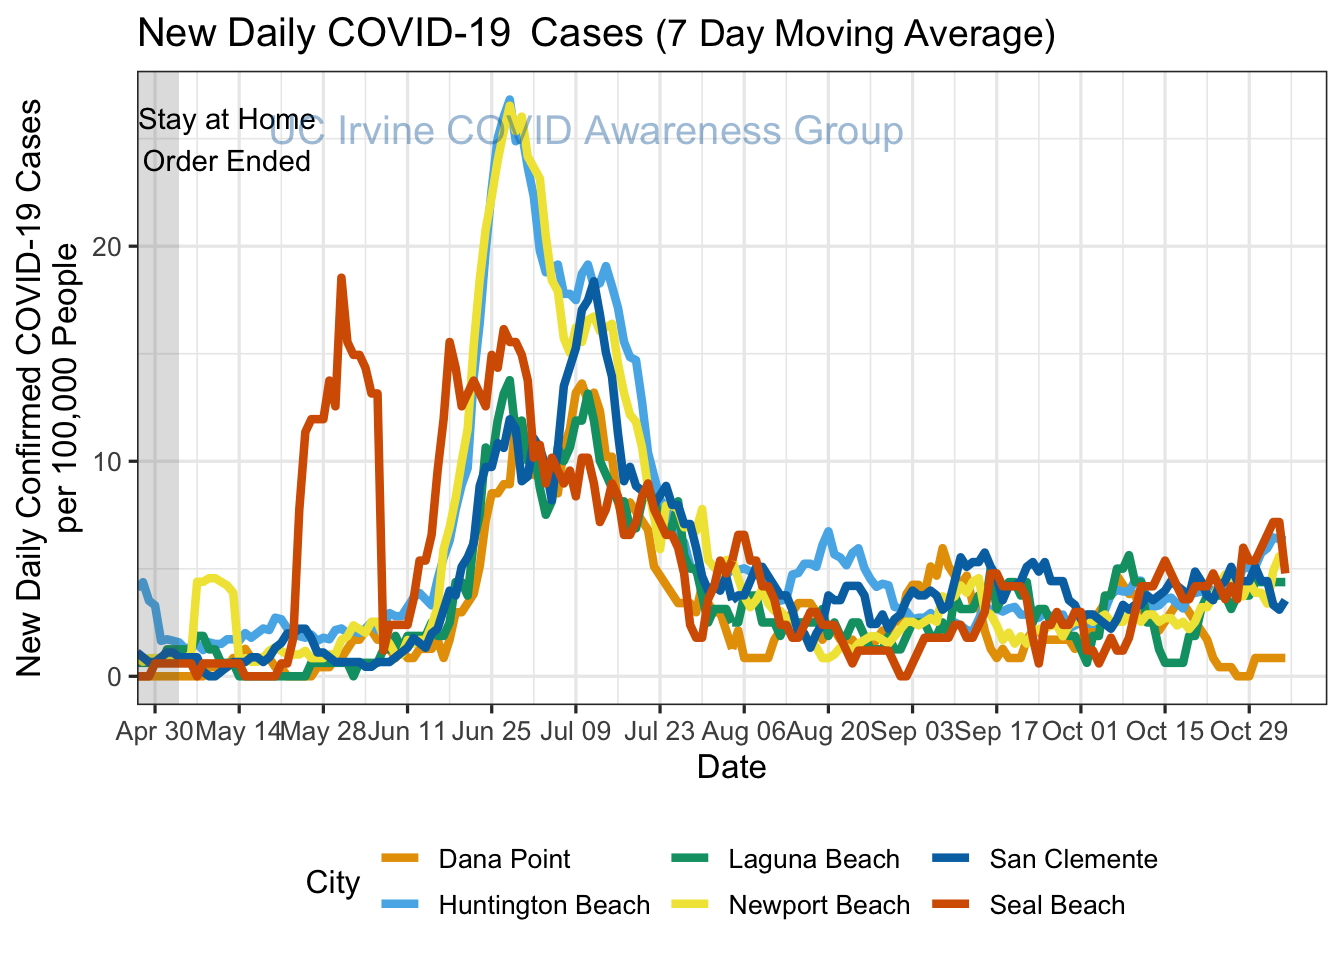 New Daily COVID-19 Cases (7 Day Moving Average)
Stay at Home
Order Ended
UC Irvine COVID Awareness Group
New Daily Confirmed COVID-19 Cases
per 100,000 People
20
10
0
Apr 30 May 14 May 28 Jun 11 Jun 25 Jul 09 Jul 23 Aug 06 Aug 20 Sep 03 Sep 17 Oct 01 Oct 15 Oct 29
Date
City
Dana Point Laguna Beach San Clemente
Huntington Beach Newport Beach Seal Beach